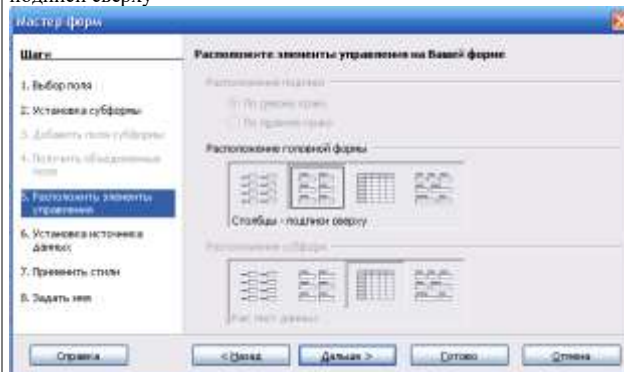 подписи сверху
Мастер форм
Шаги
Расположите элементы управления на Вашей форме
1. Выбор поля
Расположение подписи
2. Установка субформы
По левому краю
По правому краю
3. Добавить поля субформы
4. Получить объединенные поля
Расположение головной формы
5. Расположить элементы управления
Столбцы - подписи сверху
6. Установка источника данных
Расположение субформ
7. Применить стили
8. Задать имя
Как лист данных
Справка
< Назад
Дальше >
Готово
Отмена